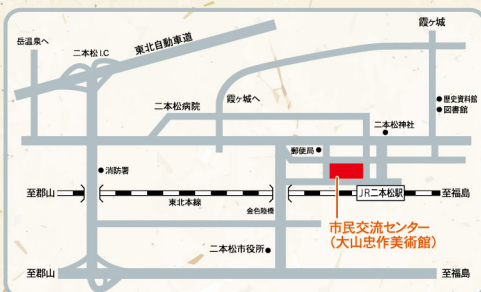 霞ヶ城
岳温泉へ
二本松I.C
東北自動車道
二本松病院
霞ヶ城へ
歴史資料館
図書館
二本松神社
郵便局
消防署
至郡山
東北本線
金色陸橋
JR二本松駅
至福島
市民交流センター
(大山忠作美術館)
二本松市役所
至郡山
至福島